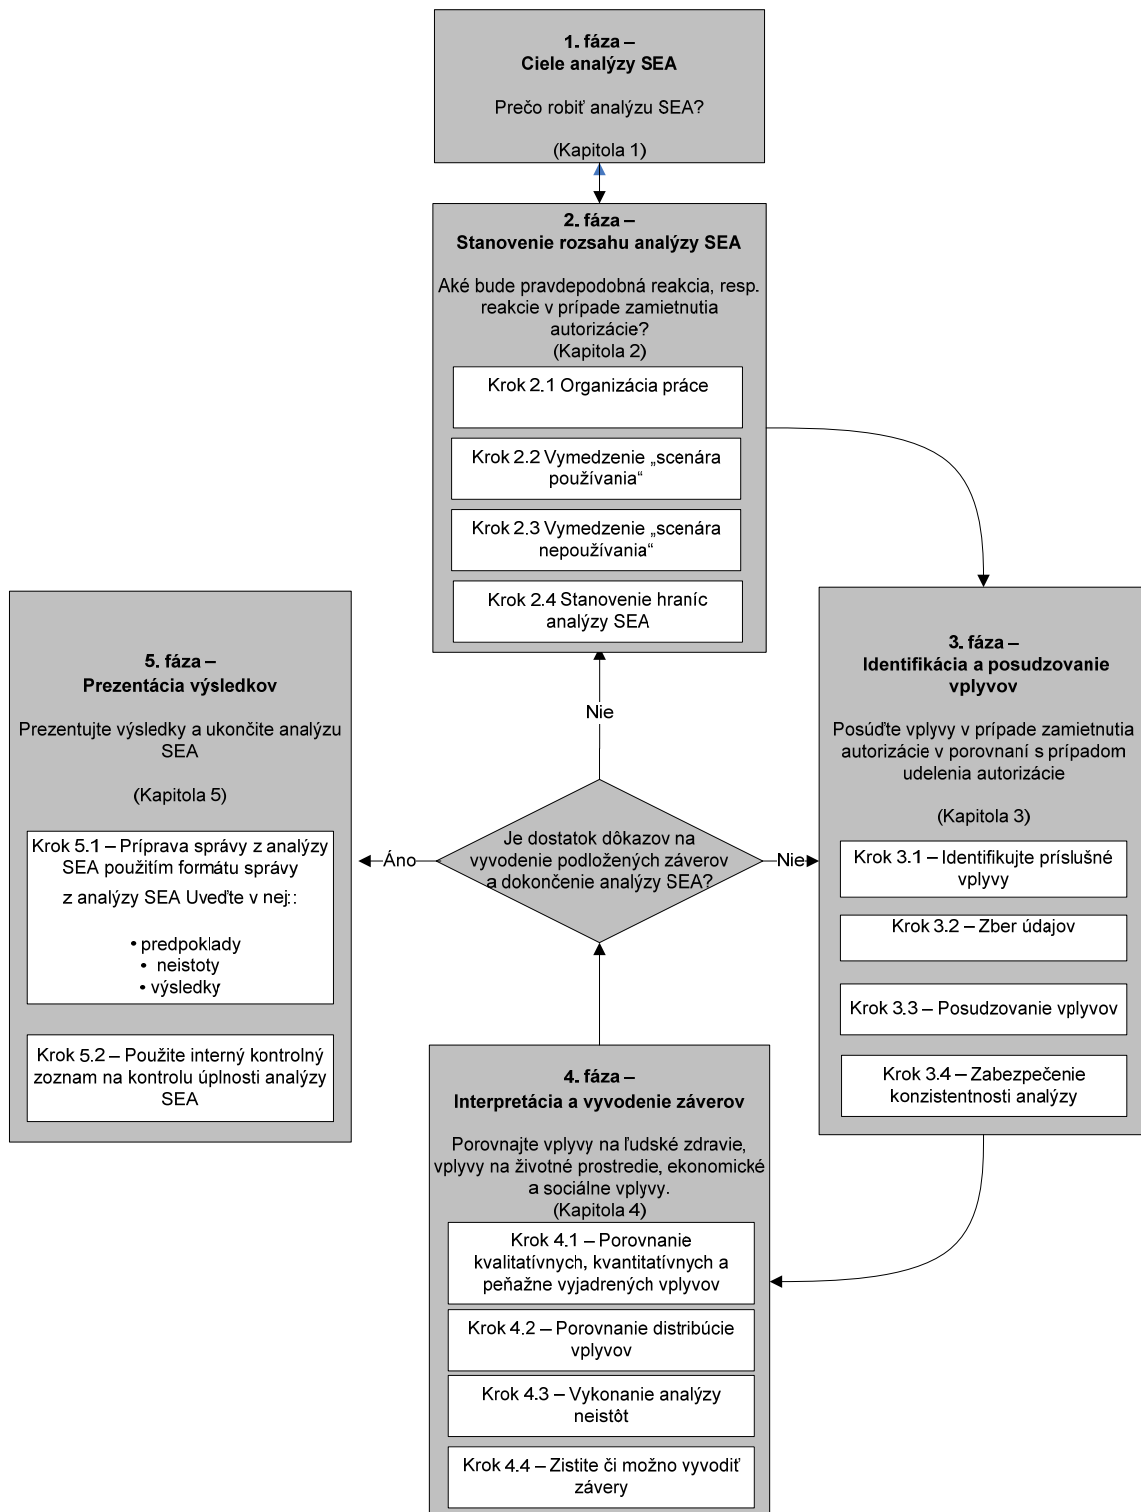 1. fáza –
Ciele analýzy SEA
Prečo robiť analýzu SEA?
(Kapitola 1)
2. fáza –
Stanovenie rozsahu analýzy SEA
Aké bude pravdepodobná reakcia, resp.
reakcie v prípade zamietnutia
autorizácie?
(Kapitola 2)
Krok 2.1 Organizácia práce
Krok 2.2 Vymedzenie „scenára
používania“
Krok 2.3 Vymedzenie „scenára
nepoužívania“
Krok 2.4 Stanovenie hraníc
analýzy SEA
3. fáza –
Identifikácia a posudzovanie
vplyvov
Posúďte vplyvy v prípade zamietnutia
autorizácie v porovnaní s prípadom
udelenia autorizácie
(Kapitola 3)
Krok 3.1 – Identifikujte príslušné
vplyvy
Krok 3.2 – Zber údajov
Krok 3.3 – Posudzovanie vplyvov
Krok 3.4 – Zabezpečenie
konzistentnosti analýzy
4. fáza –
Interpretácia a vyvodenie záverov
Porovnajte vplyvy na ľudské zdravie,
vplyvy na životné prostredie, ekonomické
a sociálne vplyvy.
(Kapitola 4)
Krok 4.1 – Porovnanie
kvalitatívnych, kvantitatívnych a
peňažne vyjadrených vplyvov
Krok 4.2 – Porovnanie distribúcie
vplyvov
Krok 4.3 – Vykonanie analýzy
neistôt
Krok 4.4 – Zistite či možno vyvodiť
závery
Je dostatok dôkazov na
vyvodenie podložených záverov
a dokončenie analýzy SEA?
Nie
Nie
Áno
5. fáza –
Prezentácia výsledkov
Prezentujte výsledky a ukončite analýzu
SEA
(Kapitola 5)
Krok 5.1 – Príprava správy z analýzy
SEA použitím formátu správy
z analýzy SEA Uveďte v nej::
• predpoklady
• neistoty
• výsledky
Krok 5.2 – Použite interný kontrolný
zoznam na kontrolu úplnosti analýzy
SEA